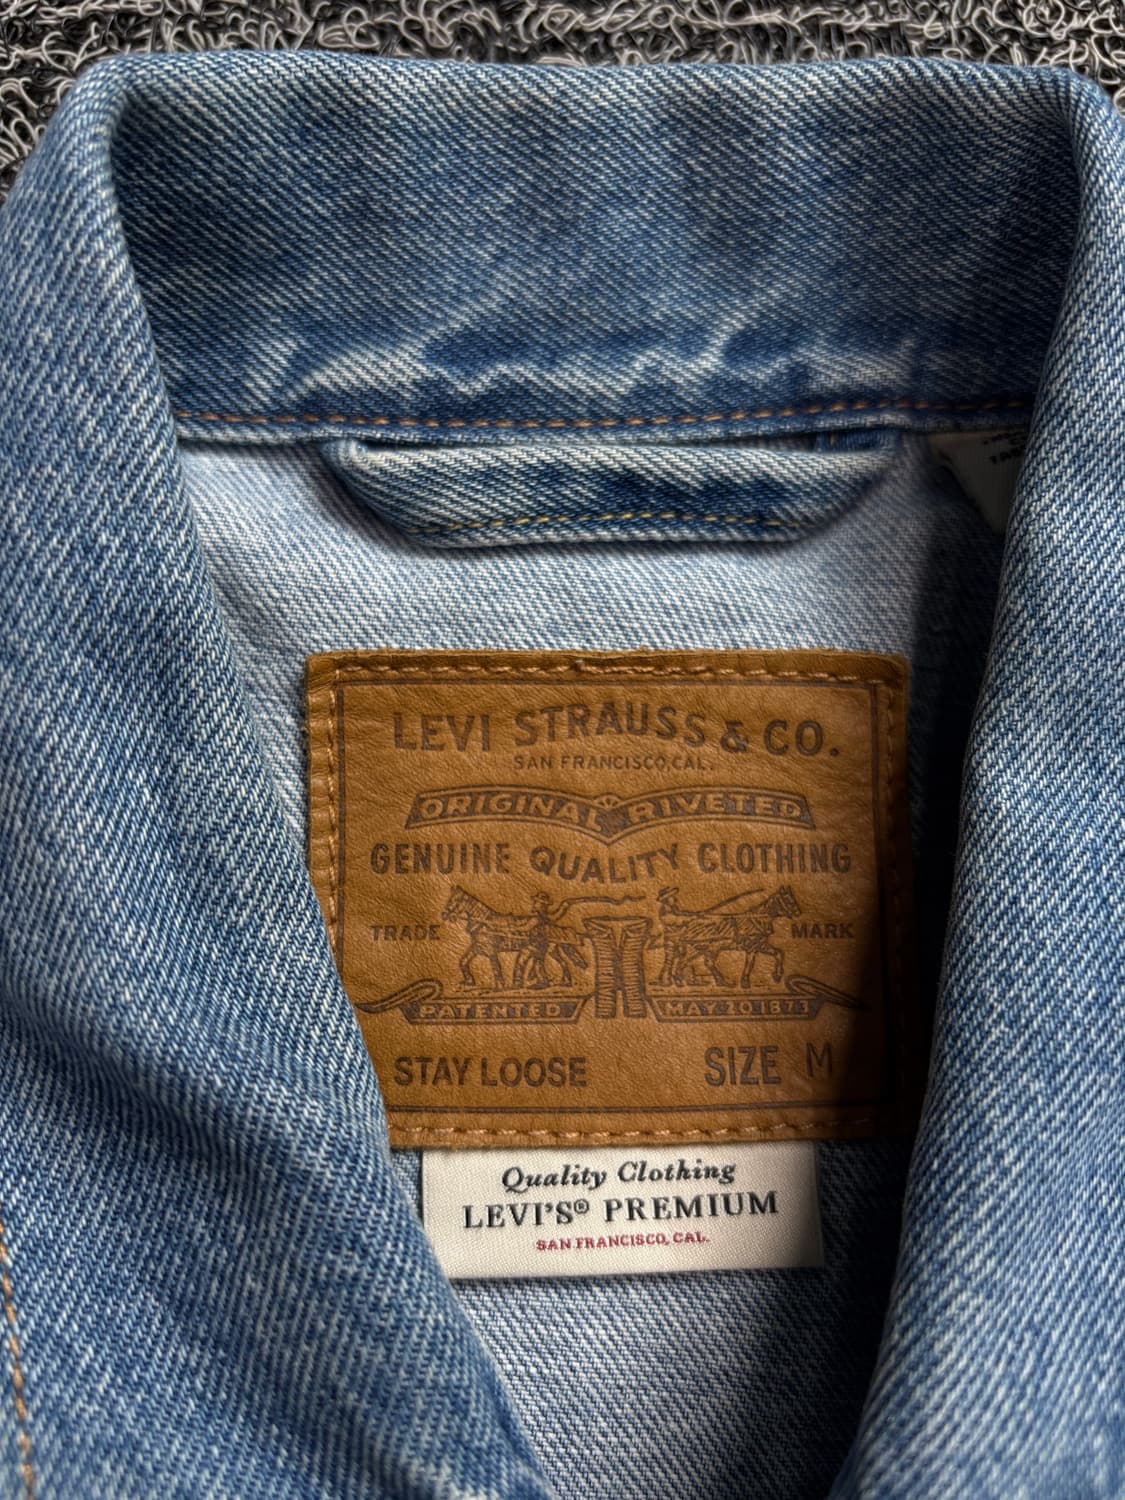 LEVI STRAUSS & CO.
SAN FRANCISCO, CAL.
ORIGINAL RIVETED
GENUINE QUALITY CLOTHING
TRADE MARK
PATENTED MAY 20 1873
STAY LOOSE SIZE M
Quality Clothing
LEVI'S® PREMIUM
SAN FRANCISCO, CAL.